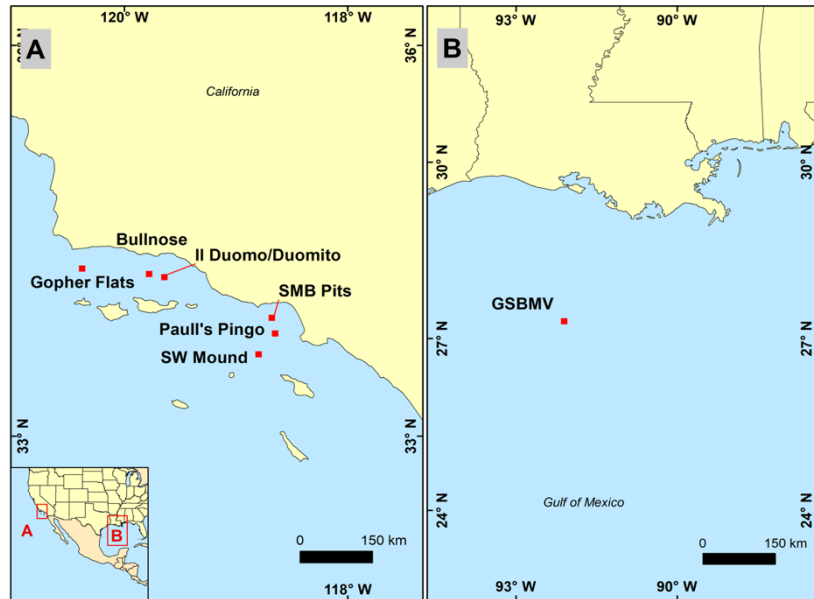 120° W
118° W
93° W
90° W
A
36° N
B
California
30° N
30° N
Bullnose
Il Duomo/Duomito
Gopher Flats
SMB Pits
GSBMV
Paull's Pingo
27° N
27° N
SW Mound
33° N
33° N
A
B
Gulf of Mexico
24° N
24° N
0 150 km
0 150 km
118° W
93° W
90° W